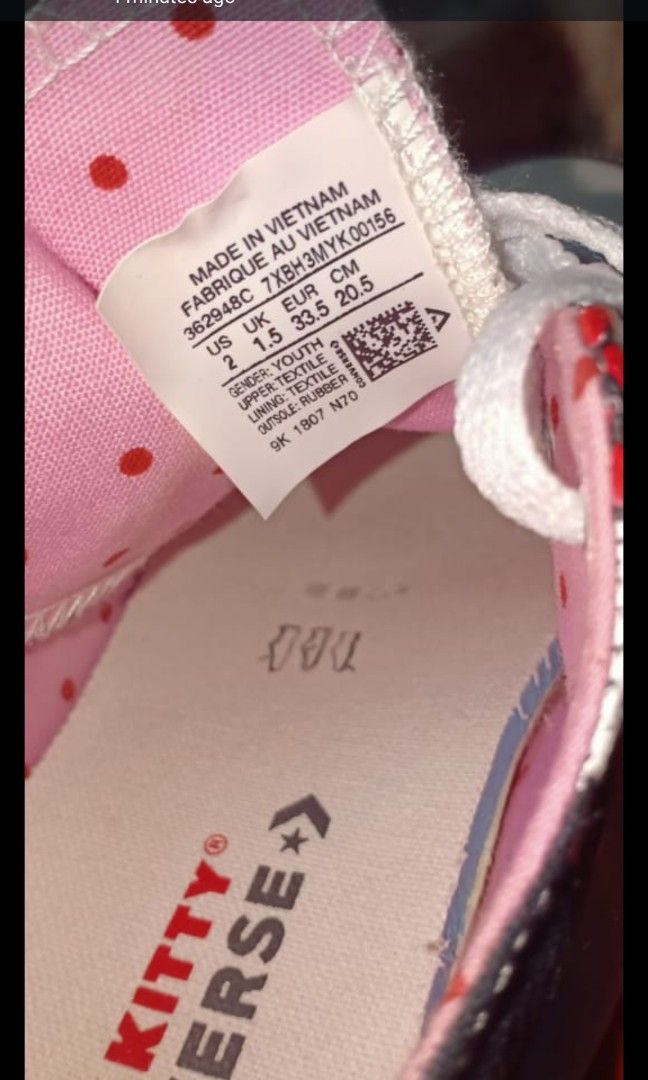 MADE IN VIETNAM
FABRIQUE AU VIETNAM
362948C 7XBH3MYK00156
US UK EUR CM
2 1.5 33.5 20.5
GENDER: YOUTH
UPPER: TEXTILE
LINING: TEXTILE
OUTSOLE: RUBBER
CONVERSE
9K 1807 N70
KITTY®
ERSE